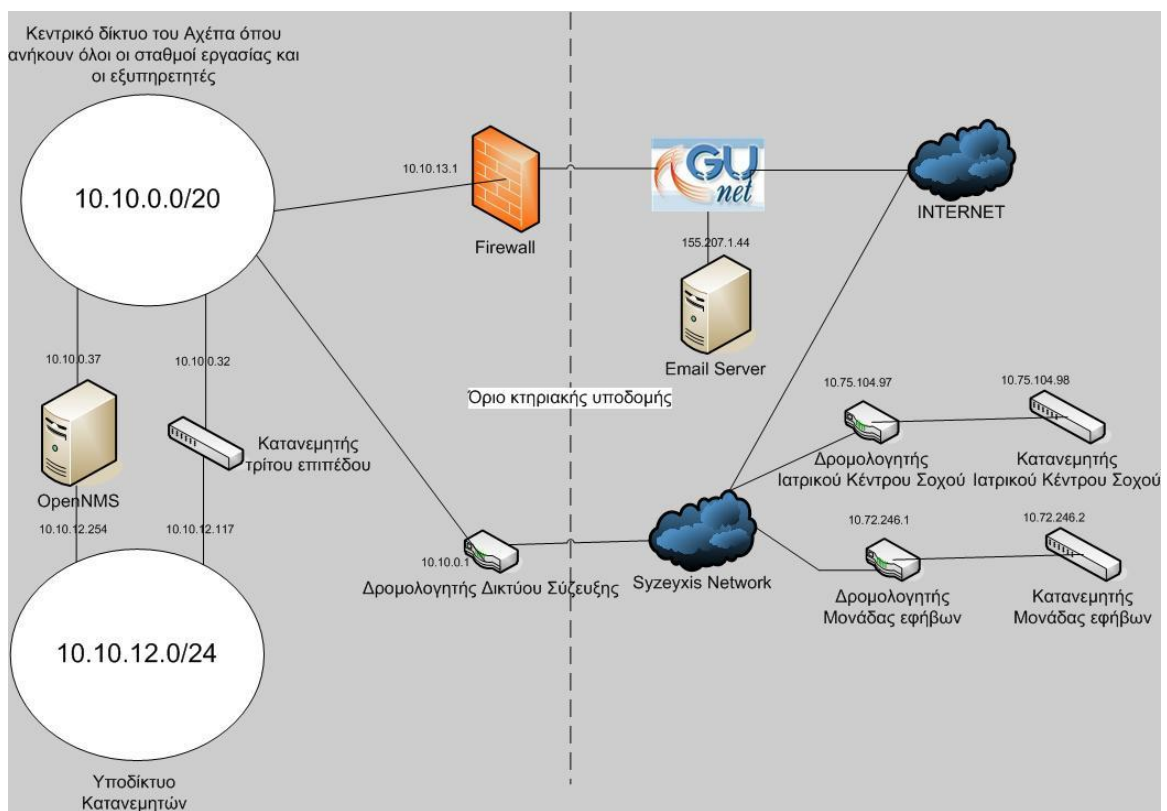 Κεντρικό δίκτυο του Αχέπα όπου
ανήκουν όλοι οι σταθμοί εργασίας και
οι εξυπηρετητές
10.10.0.0/20
10.10.13.1
Firewall
GU
net
INTERNET
155.207.1.44
Email Server
10.10.0.37
10.10.0.32
OpenNMS
Κατανεμητής
τρίτου επιπέδου
Όριο κτηριακής υποδομής
10.75.104.97
10.75.104.98
Δρομολογητής
Ιατρικού Κέντρου Σοχού
Κατανεμητής
Ιατρικού Κέντρου Σοχού
10.10.12.254
10.10.12.117
10.10.0.1
Δρομολογητής Δικτύου Σύζευξης
Syzeyxis Network
10.72.246.1
10.72.246.2
Δρομολογητής
Μονάδας εφήβων
Κατανεμητής
Μονάδας εφήβων
10.10.12.0/24
Υποδίκτυο
Κατανεμητών